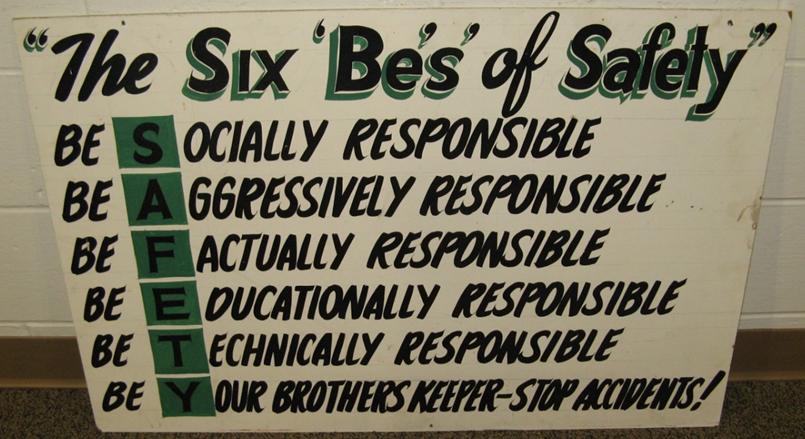 "The Six 'Be's' of Safety"
BE SOCIALLY RESPONSIBLE
BE AGGRESSIVELY RESPONSIBLE
BE FACTUALLY RESPONSIBLE
BE EDUCATIONALLY RESPONSIBLE
BE TECHNICALLY RESPONSIBLE
BE YOUR BROTHERS KEEPER-STOP ACCIDENTS!